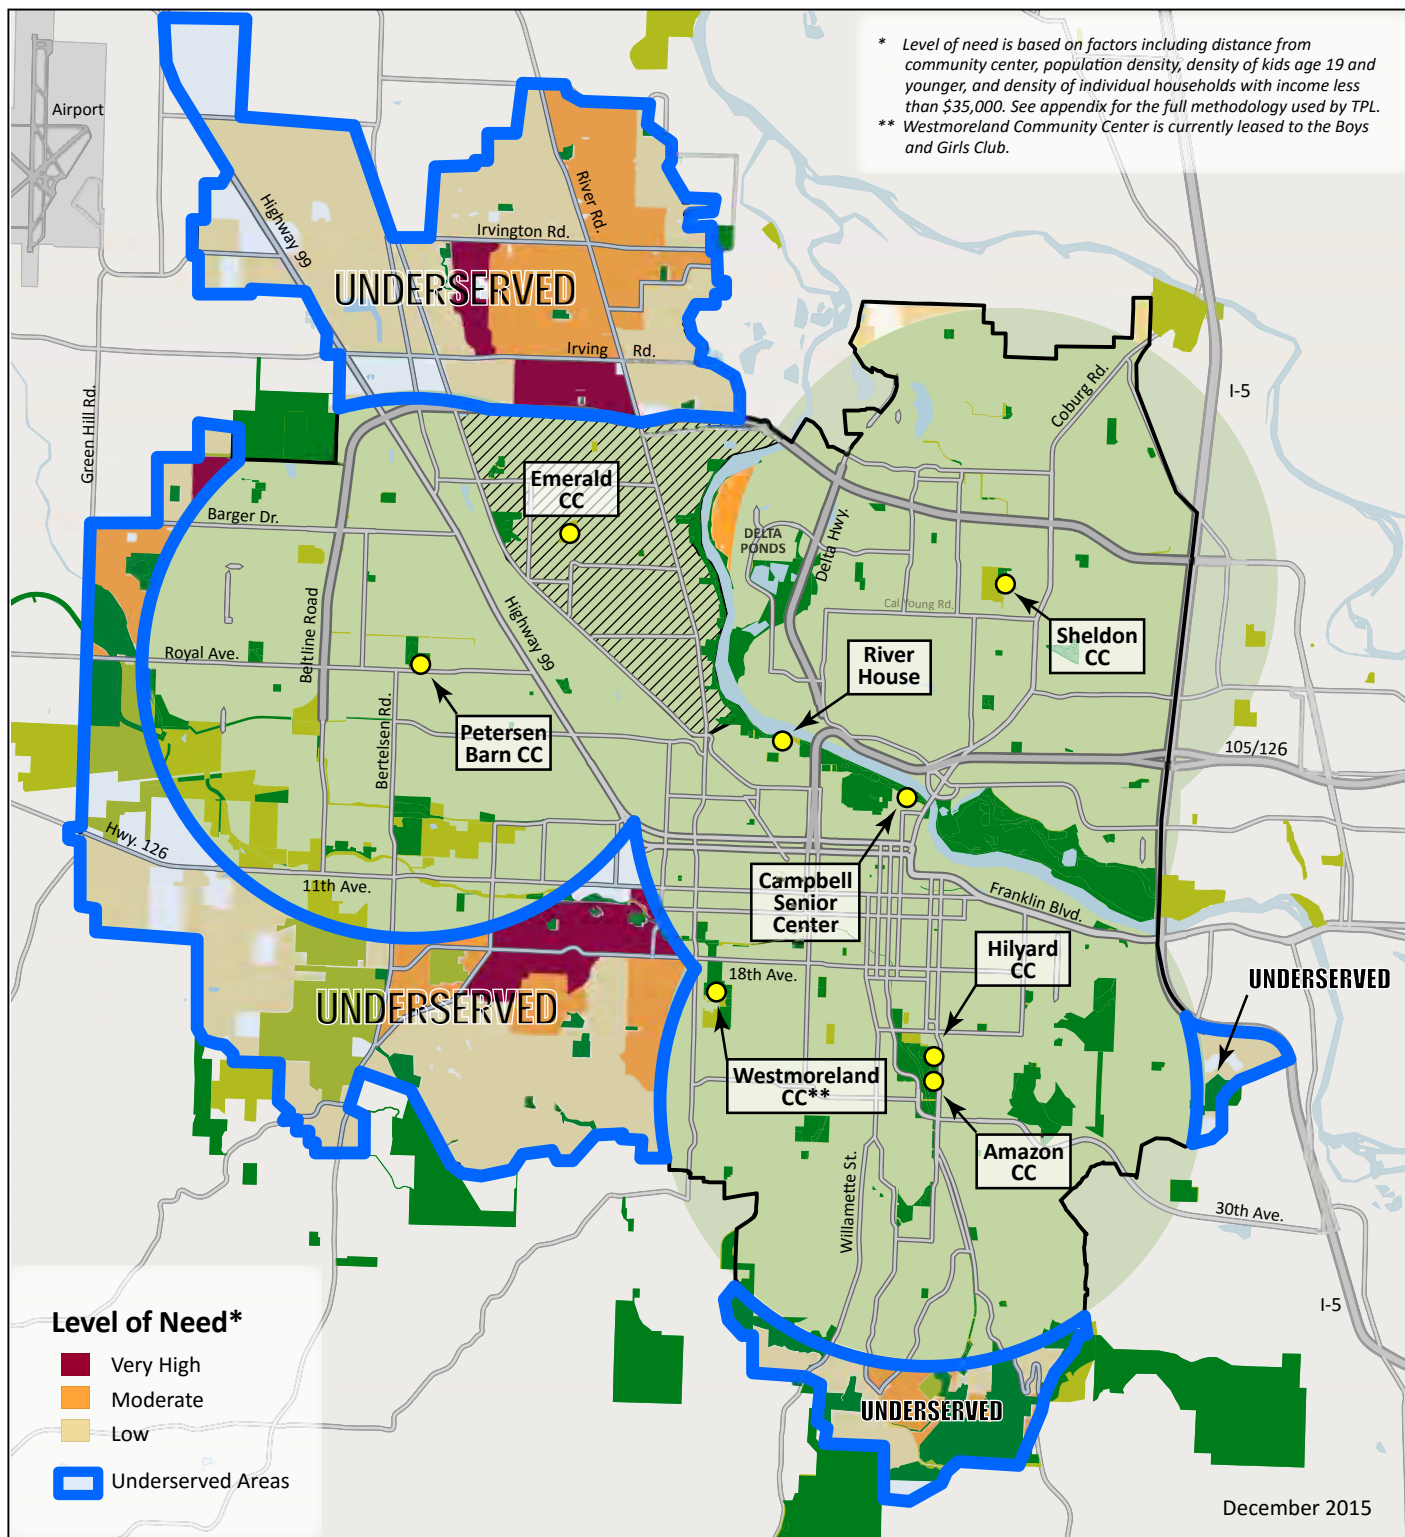 * Level of need is based on factors including distance from
community center, population density, density of kids age 19 and
younger, and density of individual households with income less
than $35,000. See appendix for the full methodology used by TPL.
** Westmoreland Community Center is currently leased to the Boys
and Girls Club.
Airport
Highway 99
River Rd.
Irvington Rd.
UNDERSERVED
Irving Rd.
Green Hill Rd.
Coburg Rd.
I-5
Emerald
CC
Barger Dr.
DELTA
PONDS
Delta Hwy.
Beltline Road
Highway 99
Cal Young Rd.
Sheldon
CC
Royal Ave.
River
House
Bertelsen Rd.
Petersen
Barn CC
105/126
Hwy. 126
11th Ave.
Campbell
Senior
Center
Franklin Blvd.
Hilyard
CC
18th Ave.
UNDERSERVED
UNDERSERVED
Westmoreland
CC**
Amazon
CC
Willamette St.
30th Ave.
I-5
Level of Need*
Very High
Moderate
Low
Underserved Areas
UNDERSERVED
December 2015